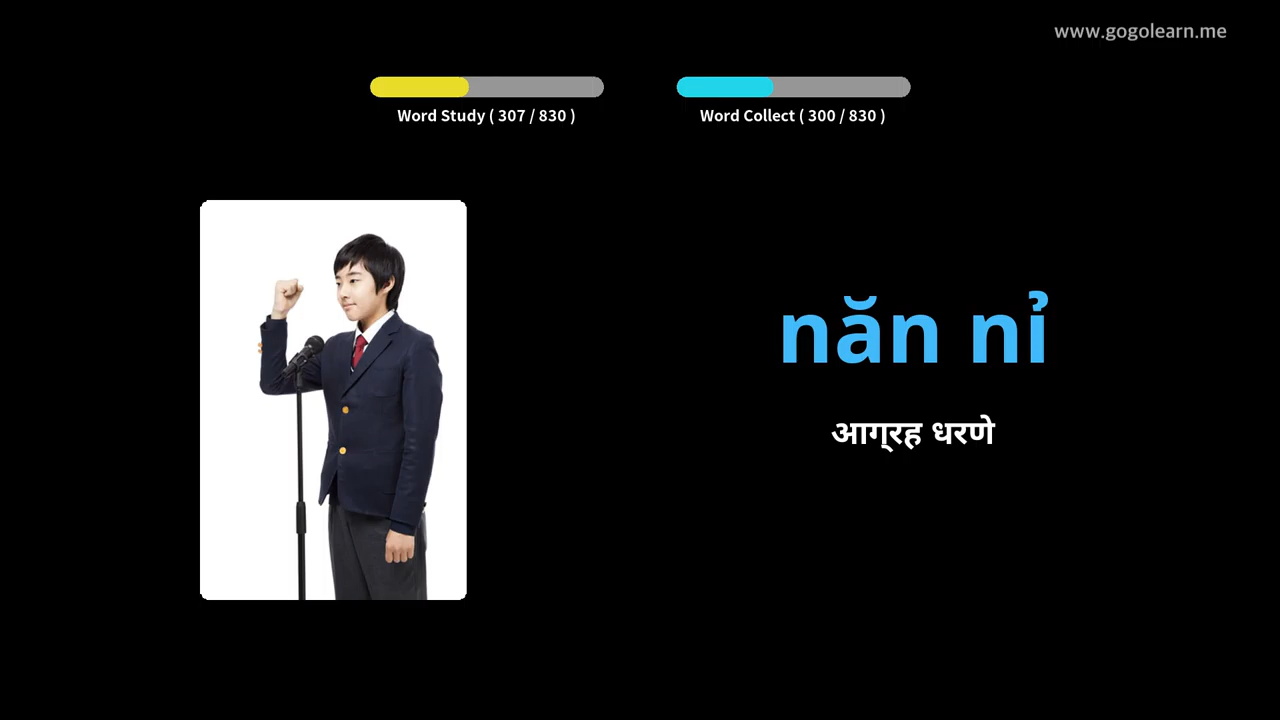 www.gogolearn.me
Word Study ( 307 / 830 )
Word Collect ( 300 / 830 )
năn nỉ
आग्रह धरणे